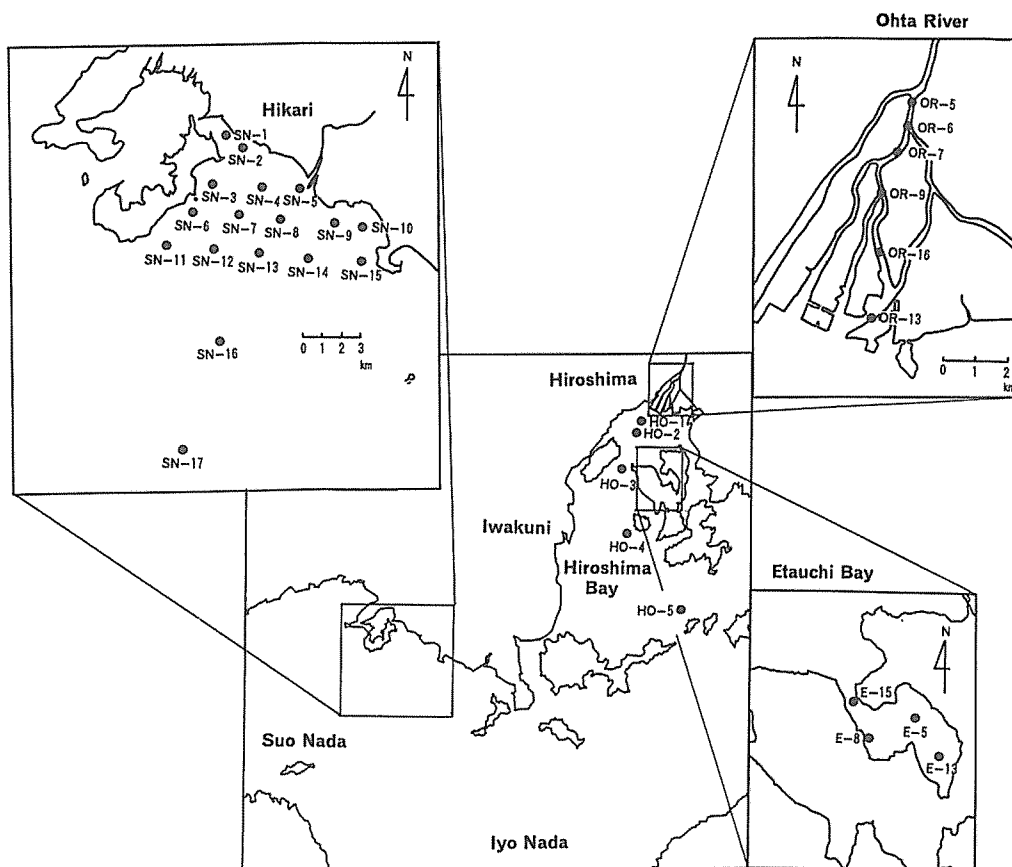 Ohta River
N
Hikari
SN-1
SN-2
SN-3
SN-4
SN-5
SN-6
SN-7
SN-8
SN-9
SN-10
SN-11
SN-12
SN-13
SN-14
SN-15
SN-16
0 1 2 3
km
SN-17
N
OR-5
OR-6
OR-7
OR-9
OR-16
OR-13
0 1 2
Hiroshima
HO-1
HO-2
HO-3
Iwakuni
HO-4
Hiroshima
Bay
HO-5
Suo Nada
Iyo Nada
Etauchi Bay
N
E-15
E-5
E-8
E-13